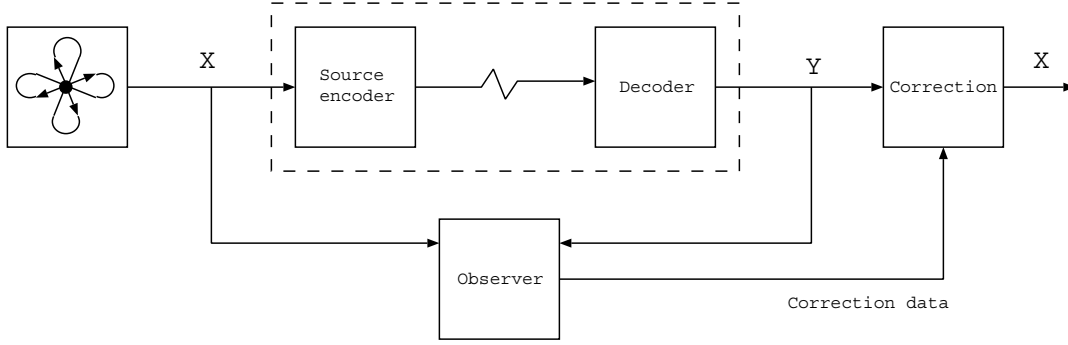 X
Source
encoder
Decoder
Y
Correction
X
Observer
Correction data